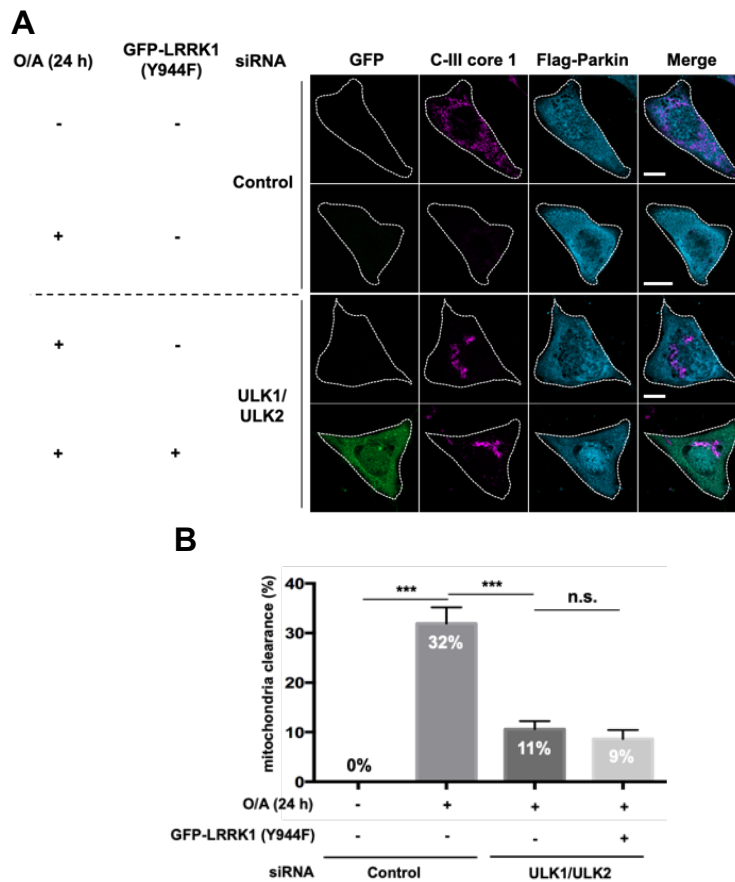 A
O/A (24 h) GFP-LRRK1 (Y944F) siRNA GFP C-III core 1 Flag-Parkin Merge
- -
Control
+ -
+ -
ULK1/
ULK2
+ +
B
mitochondria clearance (%)
40
30
20
10
0
*** *** n.s.
0% 32% 11% 9%
O/A (24 h) - + + +
GFP-LRRK1 (Y944F) - - - +
siRNA Control ULK1/ULK2